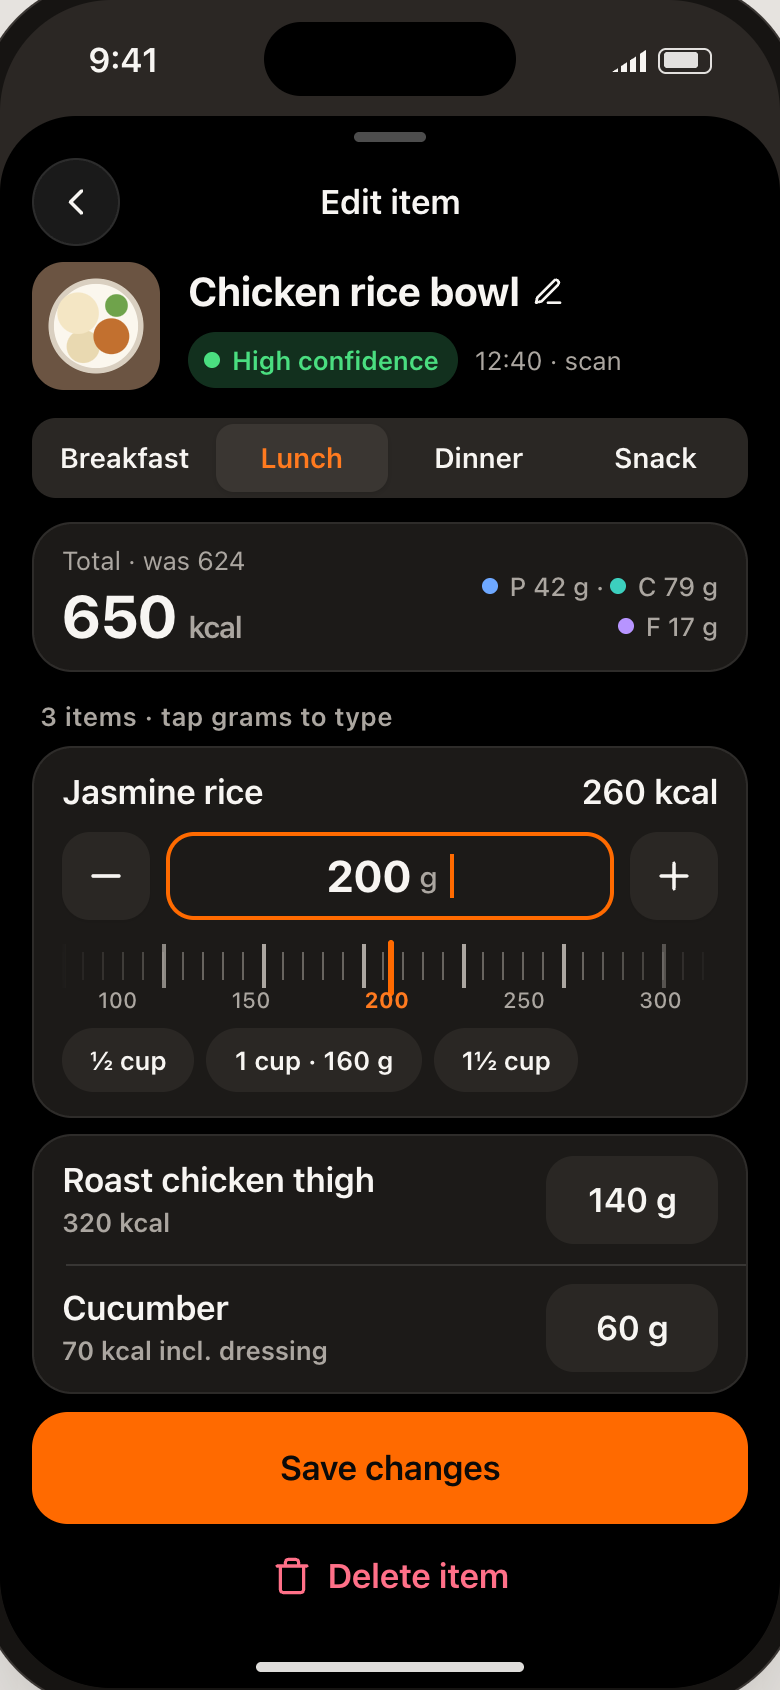 9:41
Edit item
Chicken rice bowl
High confidence 12:40 · scan
Breakfast Lunch Dinner Snack
Total · was 624
650 kcal
P 42 g · C 79 g
F 17 g
3 items · tap grams to type
Jasmine rice 260 kcal
200 g
100 150 200 250 300
½ cup 1 cup · 160 g 1½ cup
Roast chicken thigh
320 kcal
140 g
Cucumber
70 kcal incl. dressing
60 g
Save changes
Delete item